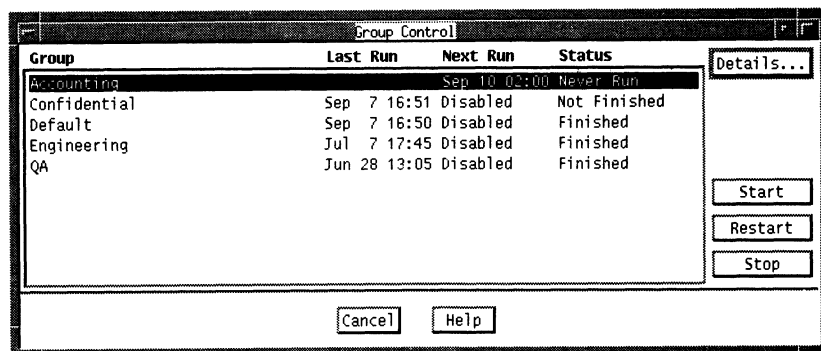 Group Control
Group Last Run Next Run Status
Accounting Sep 10 02:00 Never Run
Confidential Sep 7 16:51 Disabled Not Finished
Default Sep 7 16:50 Disabled Finished
Engineering Jul 7 17:45 Disabled Finished
QA Jun 28 13:05 Disabled Finished
Details...
Start
Restart
Stop
Cancel Help